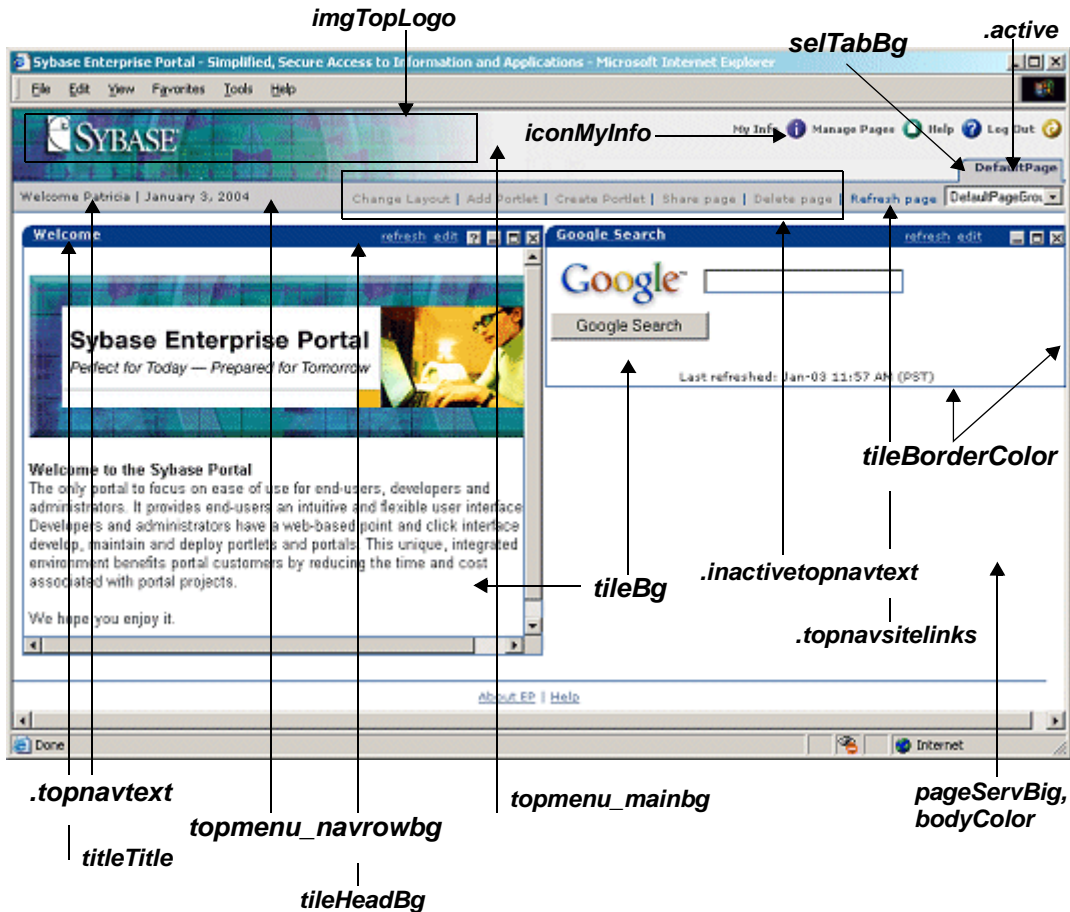 imgTopLogo
selTabBg
.active
Sybase Enterprise Portal - Simplified, Secure Access to Information and Applications - Microsoft Internet Explorer
File Edit View Favorites Tools Help
SYBASE
iconMyInfo
My Info Manage Pages Help Log Out
DefaultPage
Welcome Patricia | January 3, 2004
Change Layout | Add Portlet | Create Portlet | Share page | Delete page | Refresh page
DefaultPageGrou
Welcome refresh edit ?
Google Search refresh edit
Google
Google Search
Last refreshed: Jan-03 11:57 AM (PST)
Sybase Enterprise Portal
Perfect for Today — Prepared for Tomorrow
tileBorderColor
Welcome to the Sybase Portal
The only portal to focus on ease of use for end-users, developers and
administrators. It provides end-users an intuitive and flexible user interface
Developers and administrators have a web-based point and click interface
develop, maintain and deploy portlets and portals. This unique, integrated
environment benefits portal customers by reducing the time and cost
associated with portal projects.
We hope you enjoy it.
tileBg
.inactivetopnavtext
.topnavsitelinks
About EP | Help
Done
Internet
.topnavtext
topmenu_navrowbg
topmenu_mainbg
pageServBig,
bodyColor
titleTitle
tileHeadBg